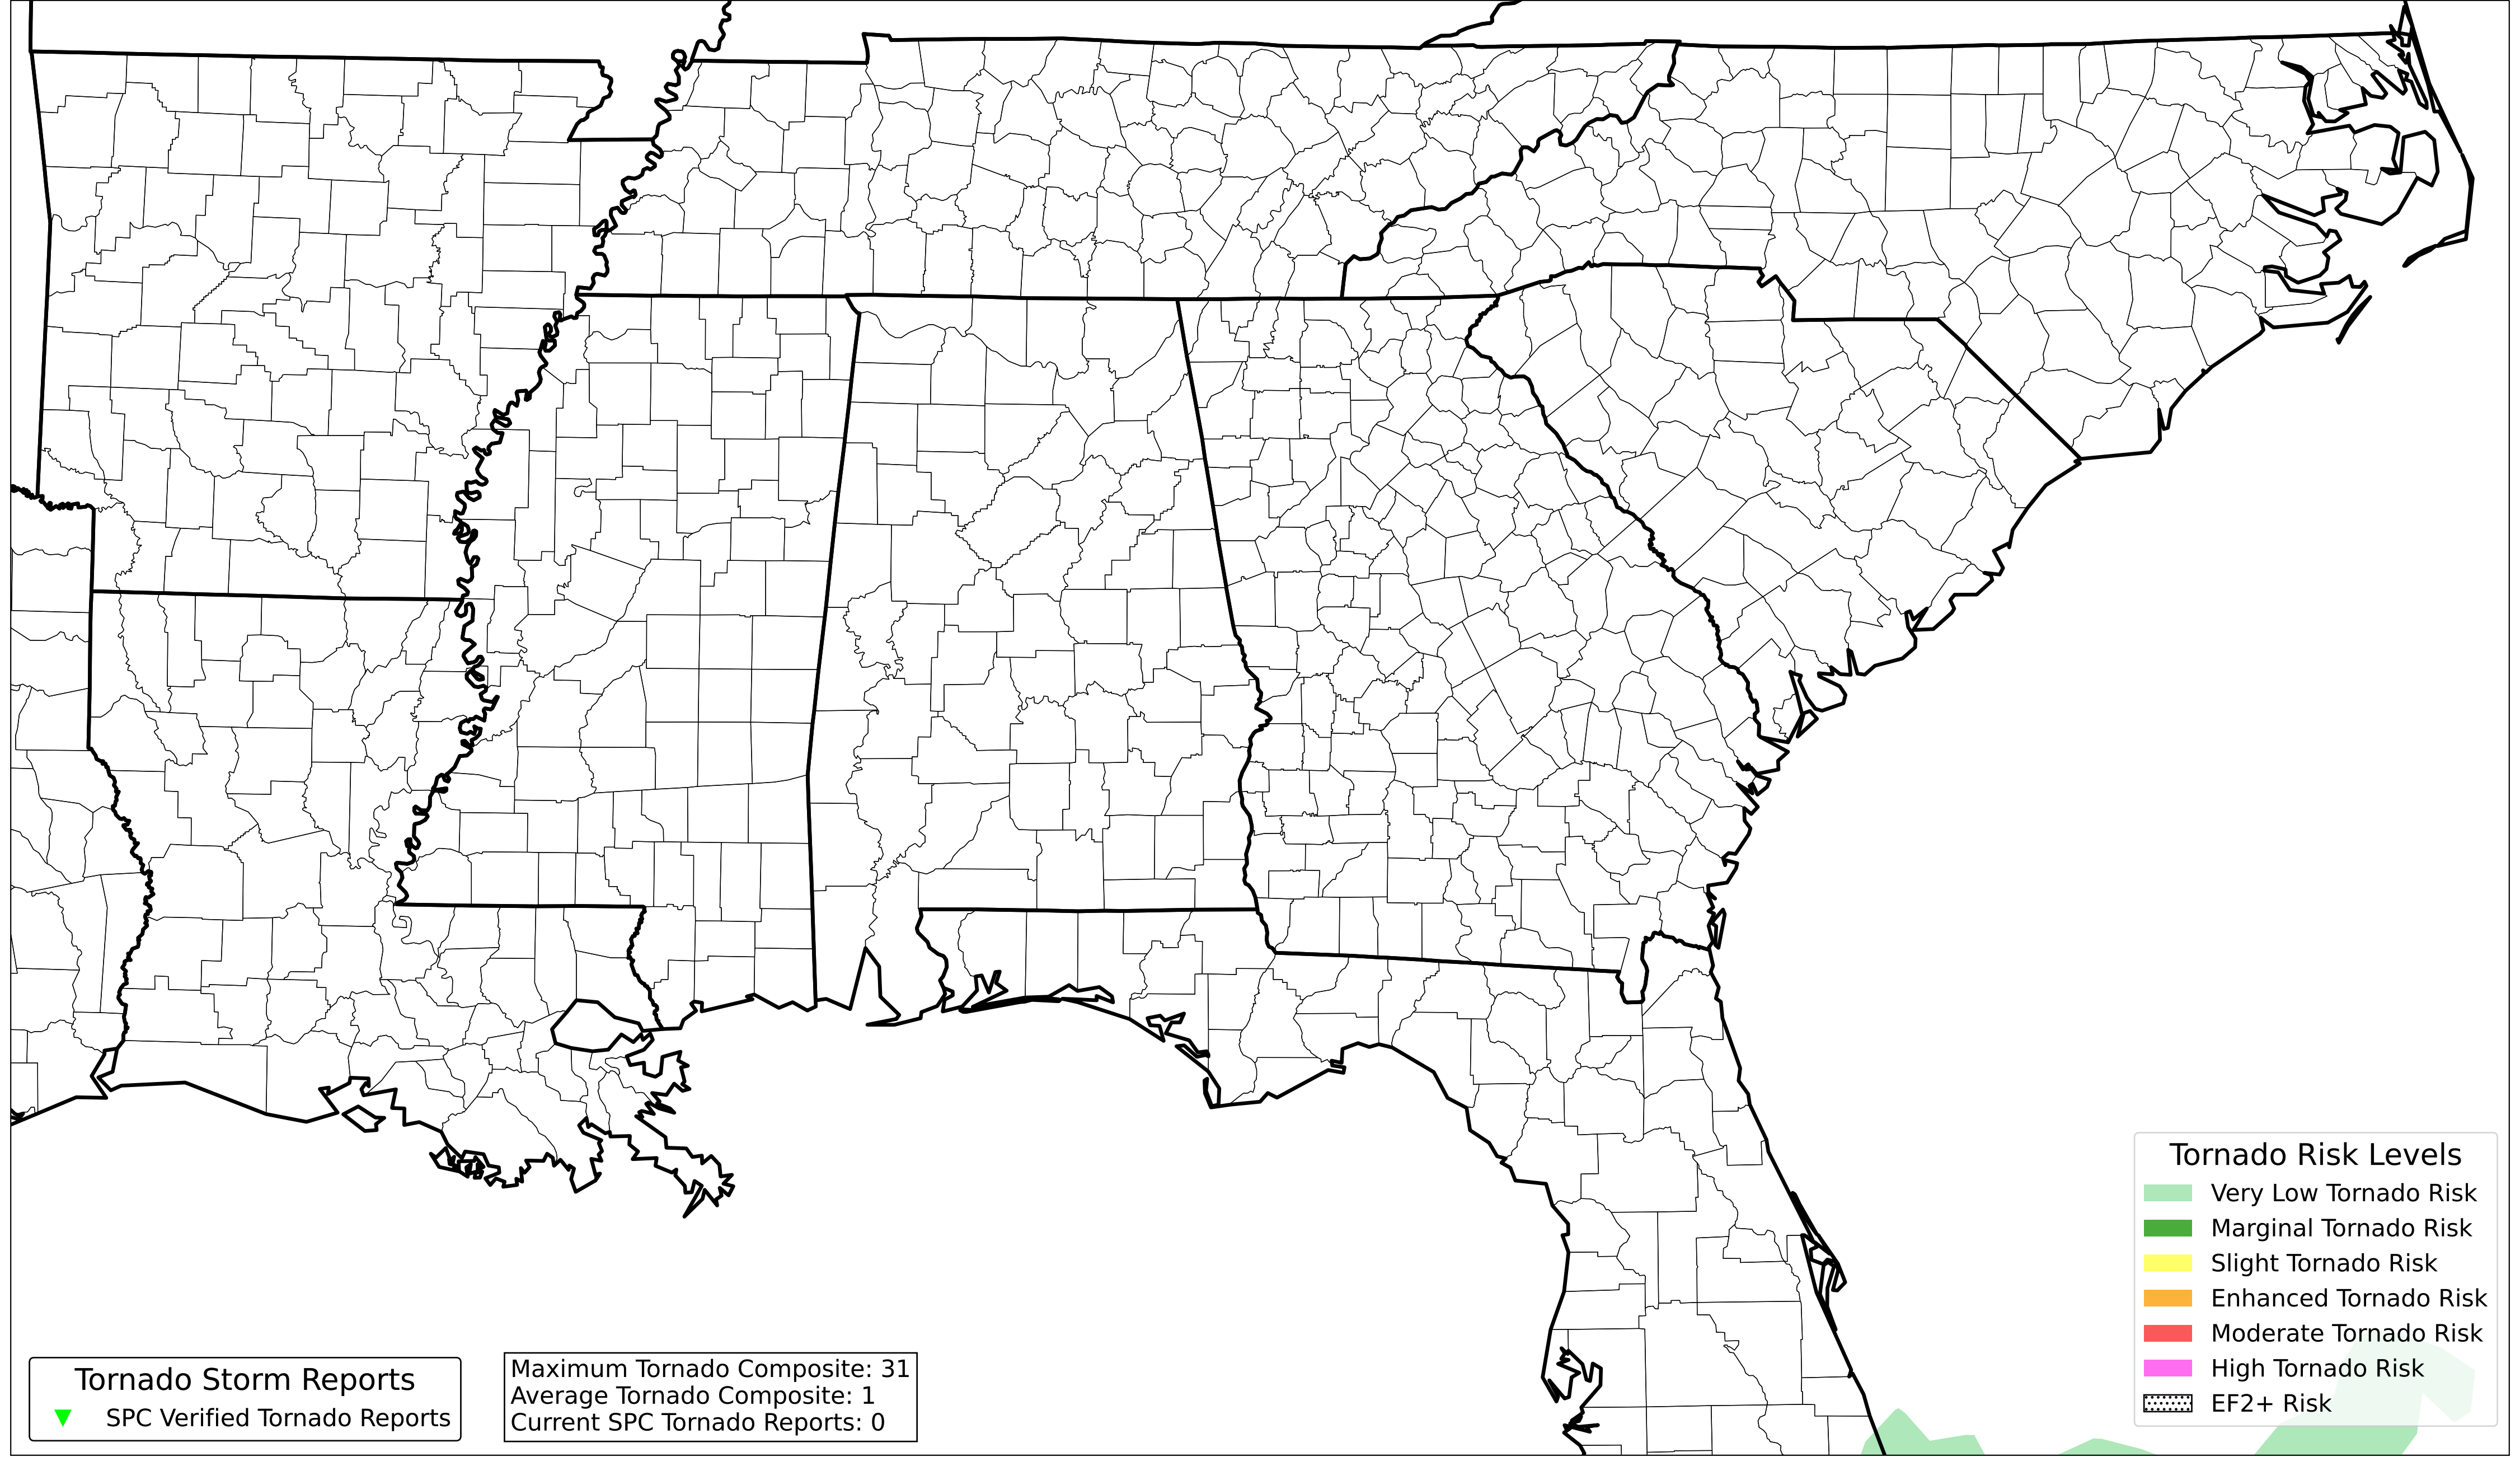 Tornado Risk Levels
Very Low Tornado Risk
Marginal Tornado Risk
Slight Tornado Risk
Enhanced Tornado Risk
Moderate Tornado Risk
High Tornado Risk
EF2+ Risk
Tornado Storm Reports
SPC Verified Tornado Reports
Maximum Tornado Composite: 31
Average Tornado Composite: 1
Current SPC Tornado Reports: 0